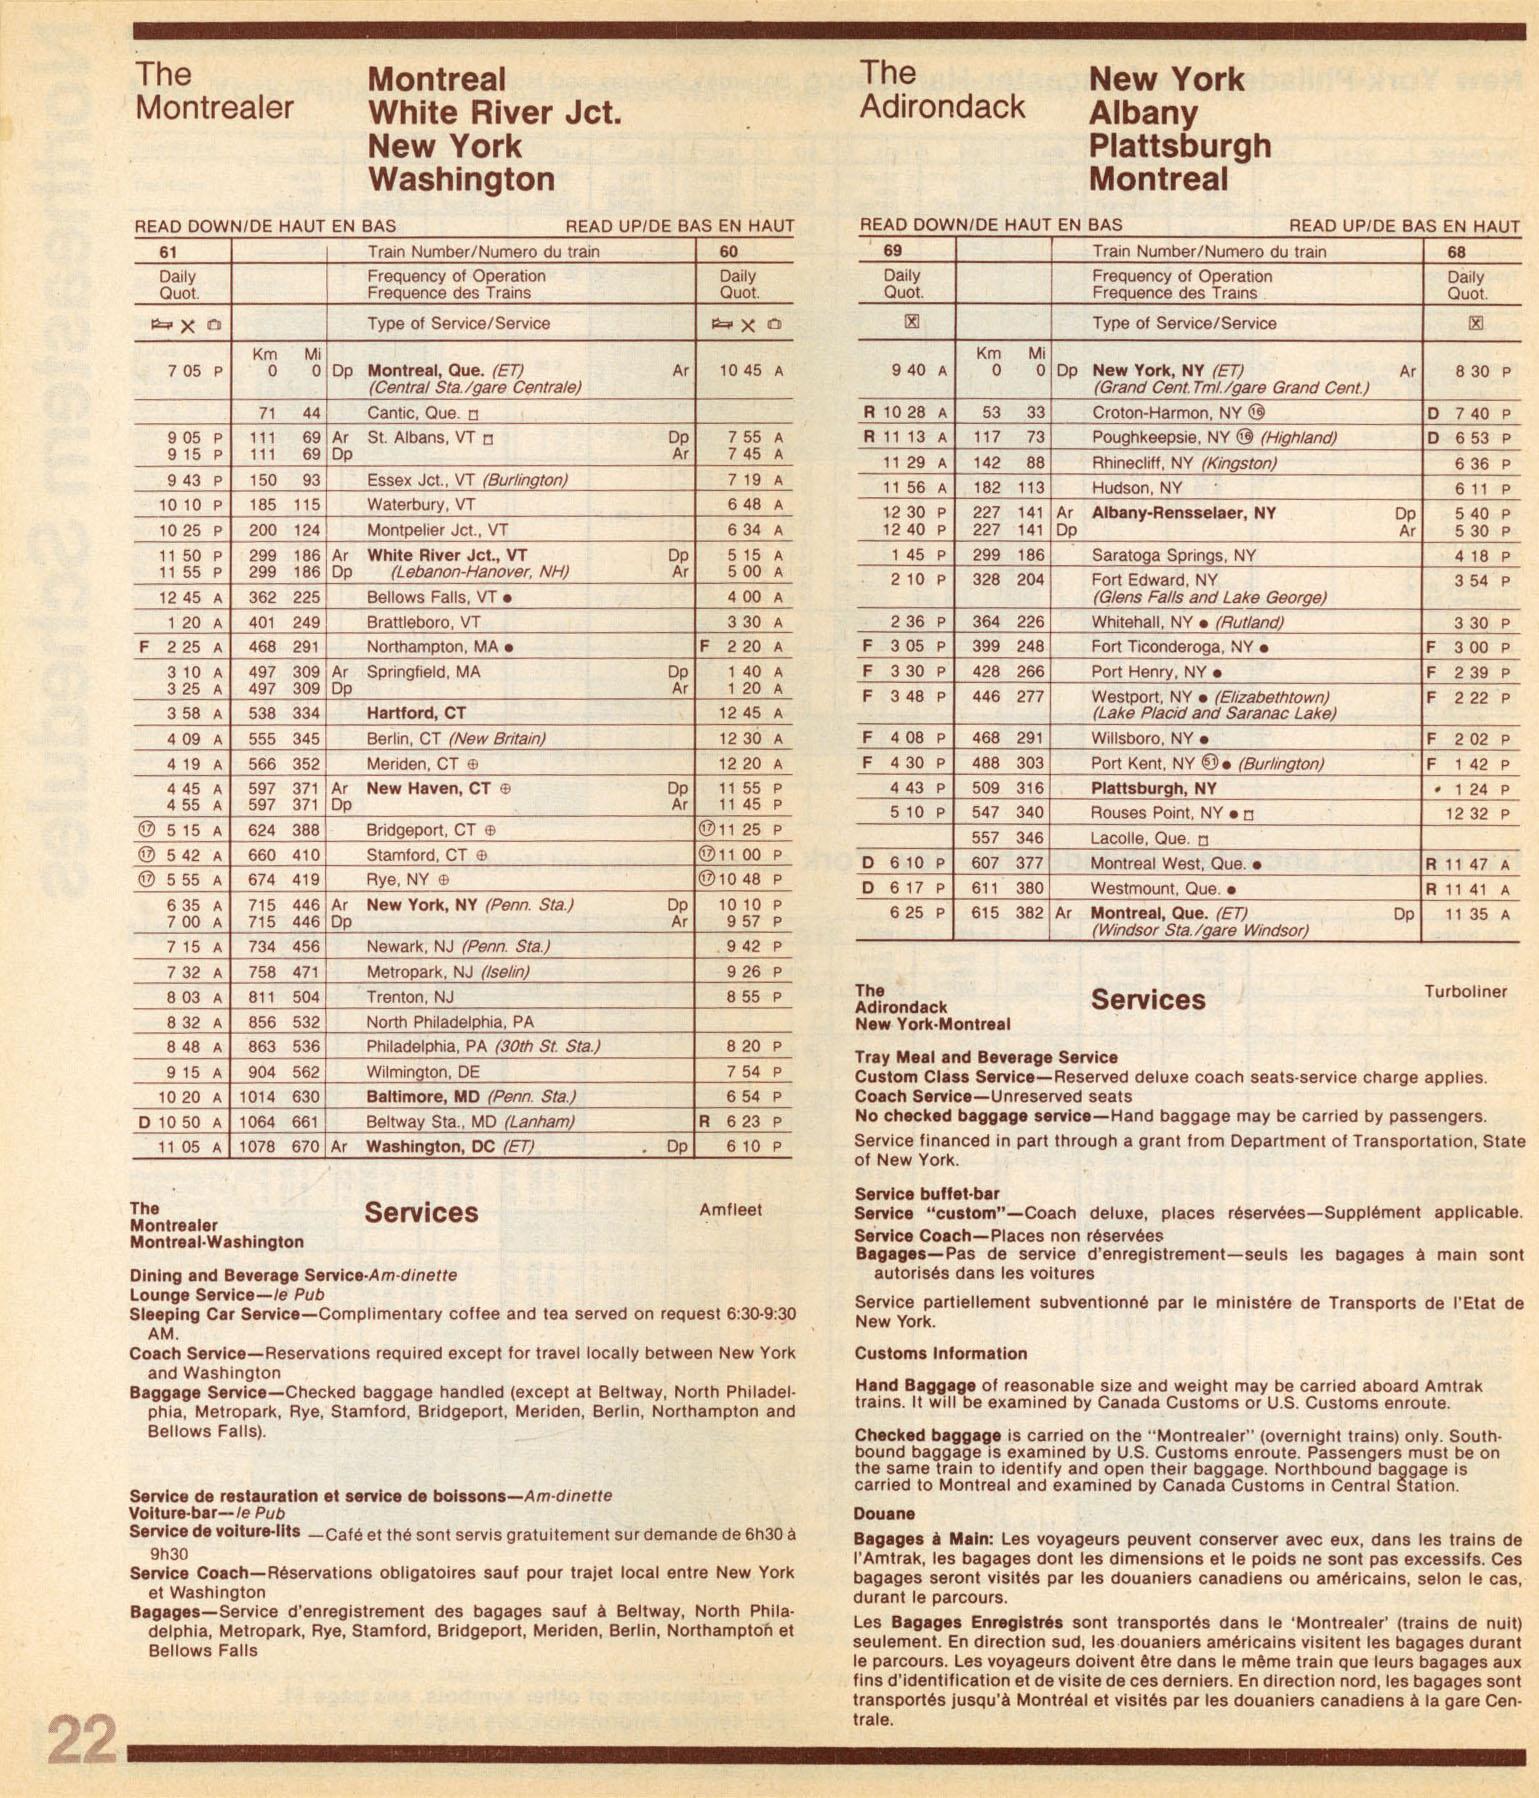 The
Montrealer
Montreal
White River Jct.
New York
Washington
READ DOWN/DE HAUT EN BAS READ UP/DE BAS EN HAUT
61 Train Number/Numero du train 60
Daily Frequency of Operation Daily
Quot. Frequence des Trains Quot.
Type of Service/Service
Km Mi
7 05 P 0 0 Dp Montreal, Que. (ET) Ar 10 45 A
(Central Sta./gare Centrale)
71 44 Cantic, Que. □
9 05 P 111 69 Ar St. Albans, VT □ Dp 7 55 A
9 15 P 111 69 Dp Ar 7 45 A
9 43 P 150 93 Essex Jct., VT (Burlington) 7 19 A
10 10 P 185 115 Waterbury, VT 6 48 A
10 25 P 200 124 Montpelier Jct., VT 6 34 A
11 50 P 299 186 Ar White River Jct., VT Dp 5 15 A
11 55 P 299 186 Dp (Lebanon-Hanover, NH) Ar 5 00 A
12 45 A 362 225 Bellows Falls, VT ● 4 00 A
1 20 A 401 249 Brattleboro, VT 3 30 A
F 2 25 A 468 291 Northampton, MA ● F 2 20 A
3 10 A 497 309 Ar Springfield, MA Dp 1 40 A
3 25 A 497 309 Dp Ar 1 20 A
3 58 A 538 334 Hartford, CT 12 45 A
4 09 A 555 345 Berlin, CT (New Britain) 12 30 A
4 19 A 566 352 Meriden, CT ⊕ 12 20 A
4 45 A 597 371 Ar New Haven, CT ⊕ Dp 11 55 P
4 55 A 597 371 Dp Ar 11 45 P
⑰ 5 15 A 624 388 Bridgeport, CT ⊕ ⑰ 11 25 P
⑰ 5 42 A 660 410 Stamford, CT ⊕ ⑰ 11 00 P
⑰ 5 55 A 674 419 Rye, NY ⊕ ⑰ 10 48 P
6 35 A 715 446 Ar New York, NY (Penn. Sta.) Dp 10 10 P
7 00 A 715 446 Dp Ar 9 57 P
7 15 A 734 456 Newark, NJ (Penn. Sta.) 9 42 P
7 32 A 758 471 Metropark, NJ (Iselin) 9 26 P
8 03 A 811 504 Trenton, NJ 8 55 P
8 32 A 856 532 North Philadelphia, PA
8 48 A 863 536 Philadelphia, PA (30th St. Sta.) 8 20 P
9 15 A 904 562 Wilmington, DE 7 54 P
10 20 A 1014 630 Baltimore, MD (Penn. Sta.) 6 54 P
D 10 50 A 1064 661 Beltway Sta., MD (Lanham) R 6 23 P
11 05 A 1078 670 Ar Washington, DC (ET) Dp 6 10 P
The
Montrealer
Montreal-Washington
Services
Amfleet
Dining and Beverage Service-Am-dinette
Lounge Service—le Pub
Sleeping Car Service—Complimentary coffee and tea served on request 6:30-9:30
AM.
Coach Service—Reservations required except for travel locally between New York
and Washington
Baggage Service—Checked baggage handled (except at Beltway, North Philadel-
phia, Metropark, Rye, Stamford, Bridgeport, Meriden, Berlin, Northampton and
Bellows Falls).
Service de restauration et service de boissons—Am-dinette
Voiture-bar—le Pub
Service de voiture-lits —Café et thé sont servis gratuitement sur demande de 6h30 à
9h30
Service Coach—Réservations obligatoires sauf pour trajet local entre New York
et Washington
Bagages—Service d'enregistrement des bagages sauf à Beltway, North Phila-
delphia, Metropark, Rye, Stamford, Bridgeport, Meriden, Berlin, Northampton et
Bellows Falls
22
The
Adirondack
New York
Albany
Plattsburgh
Montreal
READ DOWN/DE HAUT EN BAS READ UP/DE BAS EN HAUT
69 Train Number/Numero du train 68
Daily Frequency of Operation Daily
Quot. Frequence des Trains Quot.
Type of Service/Service
Km Mi
9 40 A 0 0 Dp New York, NY (ET) Ar 8 30 P
(Grand Cent.Tml./gare Grand Cent.)
R 10 28 A 53 33 Croton-Harmon, NY ⑯ D 7 40 P
R 11 13 A 117 73 Poughkeepsie, NY ⑯ (Highland) D 6 53 P
11 29 A 142 88 Rhinecliff, NY (Kingston) 6 36 P
11 56 A 182 113 Hudson, NY 6 11 P
12 30 P 227 141 Ar Albany-Rensselaer, NY Dp 5 40 P
12 40 P 227 141 Dp Ar 5 30 P
1 45 P 299 186 Saratoga Springs, NY 4 18 P
2 10 P 328 204 Fort Edward, NY 3 54 P
(Glens Falls and Lake George)
2 36 P 364 226 Whitehall, NY ● (Rutland) 3 30 P
F 3 05 P 399 248 Fort Ticonderoga, NY ● F 3 00 P
F 3 30 P 428 266 Port Henry, NY ● F 2 39 P
F 3 48 P 446 277 Westport, NY ● (Elizabethtown) F 2 22 P
(Lake Placid and Saranac Lake)
F 4 08 P 468 291 Willsboro, NY ● F 2 02 P
F 4 30 P 488 303 Port Kent, NY ㊿① ● (Burlington) F 1 42 P
4 43 P 509 316 Plattsburgh, NY 1 24 P
5 10 P 547 340 Rouses Point, NY ● □ 12 32 P
557 346 Lacolle, Que. □
D 6 10 P 607 377 Montreal West, Que. ● R 11 47 A
D 6 17 P 611 380 Westmount, Que. ● R 11 41 A
6 25 P 615 382 Ar Montreal, Que. (ET) Dp 11 35 A
(Windsor Sta./gare Windsor)
The
Adirondack
New York-Montreal
Services
Turboliner
Tray Meal and Beverage Service
Custom Class Service—Reserved deluxe coach seats-service charge applies.
Coach Service—Unreserved seats
No checked baggage service—Hand baggage may be carried by passengers.
Service financed in part through a grant from Department of Transportation, State
of New York.
Service buffet-bar
Service "custom"—Coach deluxe, places réservées—Supplément applicable.
Service Coach—Places non réservées
Bagages—Pas de service d'enregistrement—seuls les bagages à main sont
autorisés dans les voitures
Service partiellement subventionné par le ministére de Transports de l'Etat de
New York.
Customs Information
Hand Baggage of reasonable size and weight may be carried aboard Amtrak
trains. It will be examined by Canada Customs or U.S. Customs enroute.
Checked baggage is carried on the "Montrealer" (overnight trains) only. South-
bound baggage is examined by U.S. Customs enroute. Passengers must be on
the same train to identify and open their baggage. Northbound baggage is
carried to Montreal and examined by Canada Customs in Central Station.
Douane
Bagages à Main: Les voyageurs peuvent conserver avec eux, dans les trains de
l'Amtrak, les bagages dont les dimensions et le poids ne sont pas excessifs. Ces
bagages seront visités par les douaniers canadiens ou américains, selon le cas,
durant le parcours.
Les Bagages Enregistrés sont transportés dans le 'Montrealer' (trains de nuit)
seulement. En direction sud, les douaniers américains visitent les bagages durant
le parcours. Les voyageurs doivent être dans le même train que leurs bagages aux
fins d'identification et de visite de ces derniers. En direction nord, les bagages sont
transportés jusqu'à Montréal et visités par les douaniers canadiens à la gare Cen-
trale.